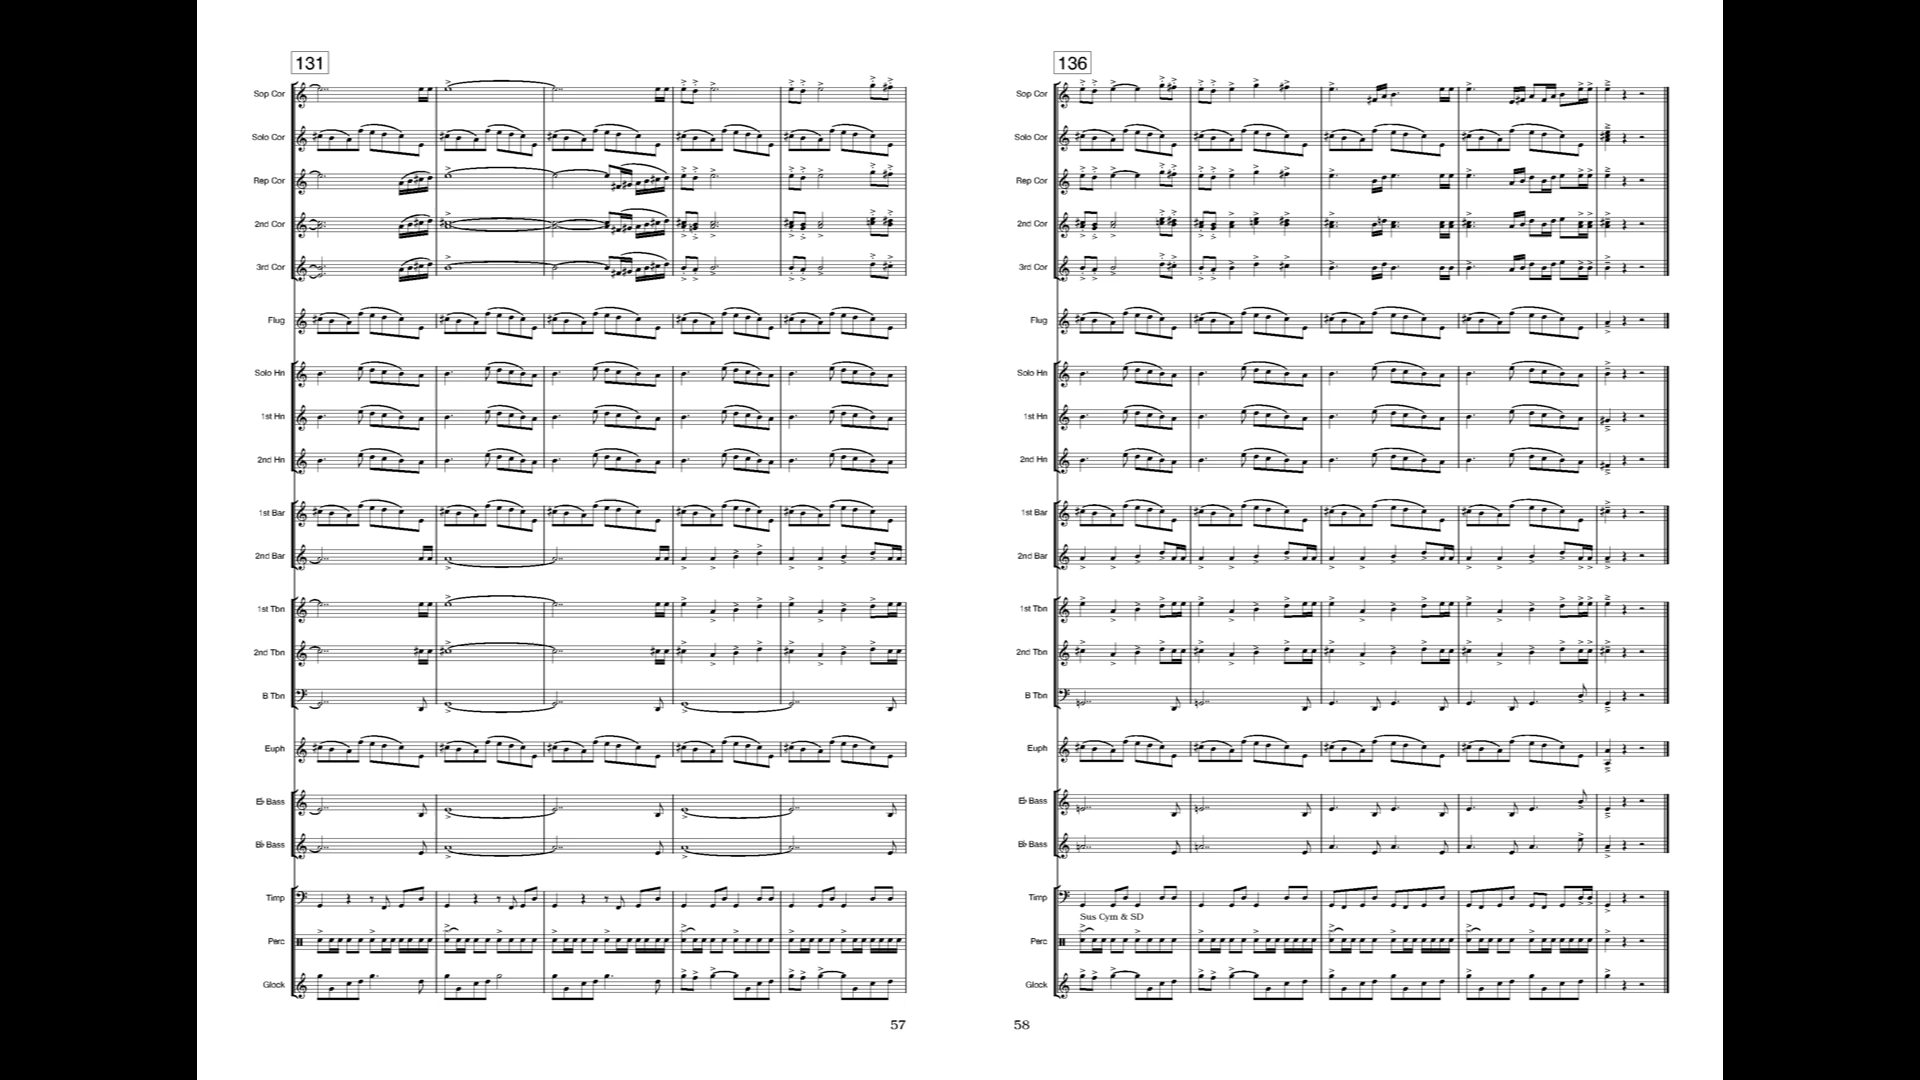 131
Sop Cor
Solo Cor
Rep Cor
2nd Cor
3rd Cor
Flug
Solo Hn
1st Hn
2nd Hn
1st Bar
2nd Bar
1st Tbn
2nd Tbn
B Tbn
Euph
E♭ Bass
B♭ Bass
Timp
Perc
Glock
57
136
Sop Cor
Solo Cor
Rep Cor
2nd Cor
3rd Cor
Flug
Solo Hn
1st Hn
2nd Hn
1st Bar
2nd Bar
1st Tbn
2nd Tbn
B Tbn
Euph
E♭ Bass
B♭ Bass
Timp
Sus Cym & SD
Perc
Glock
58